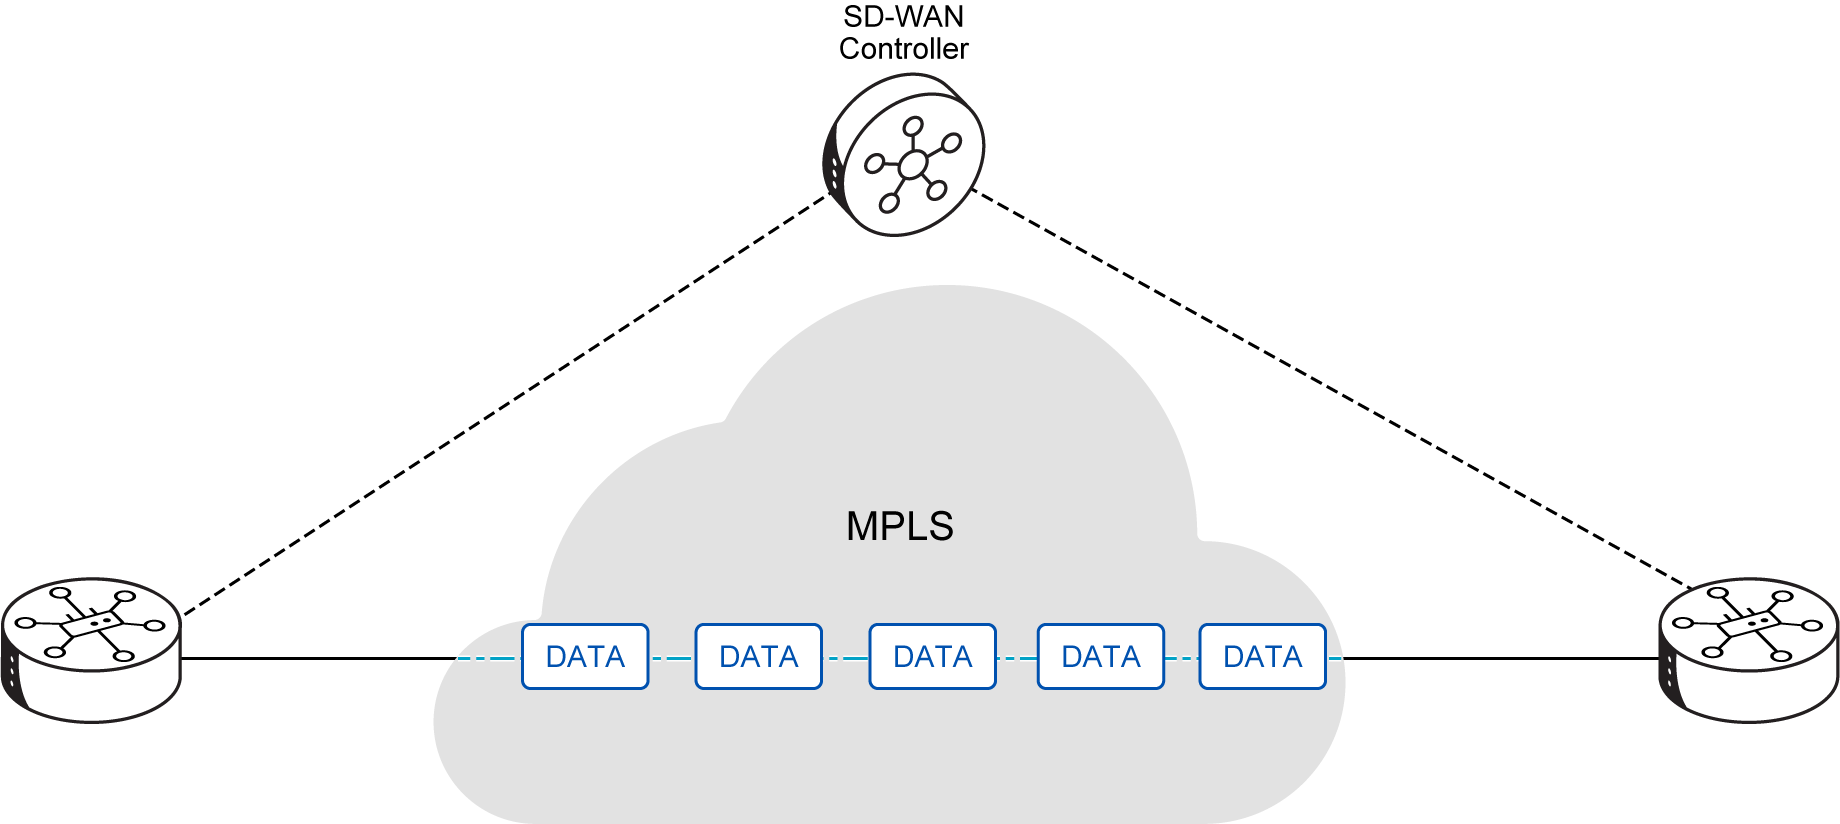 SD-WAN
Controller
MPLS
DATA DATA DATA DATA DATA